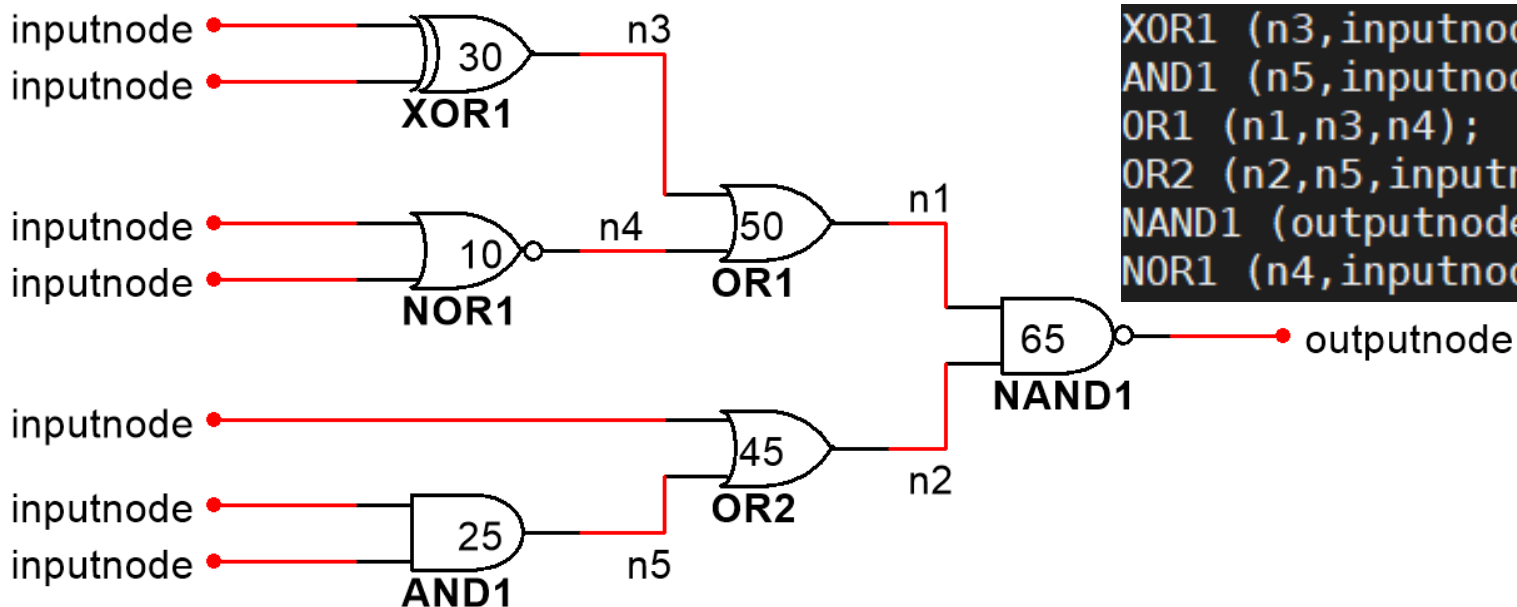 inputnode
inputnode
30
XOR1
n3
inputnode
inputnode
10
NOR1
n4
50
OR1
n1
inputnode
45
OR2
n2
inputnode
inputnode
25
AND1
n5
65
NAND1
outputnode
XOR1 (n3,inputnod
AND1 (n5,inputnod
OR1 (n1,n3,n4);
OR2 (n2,n5,inputn
NAND1 (outputnode
NOR1 (n4,inputnod